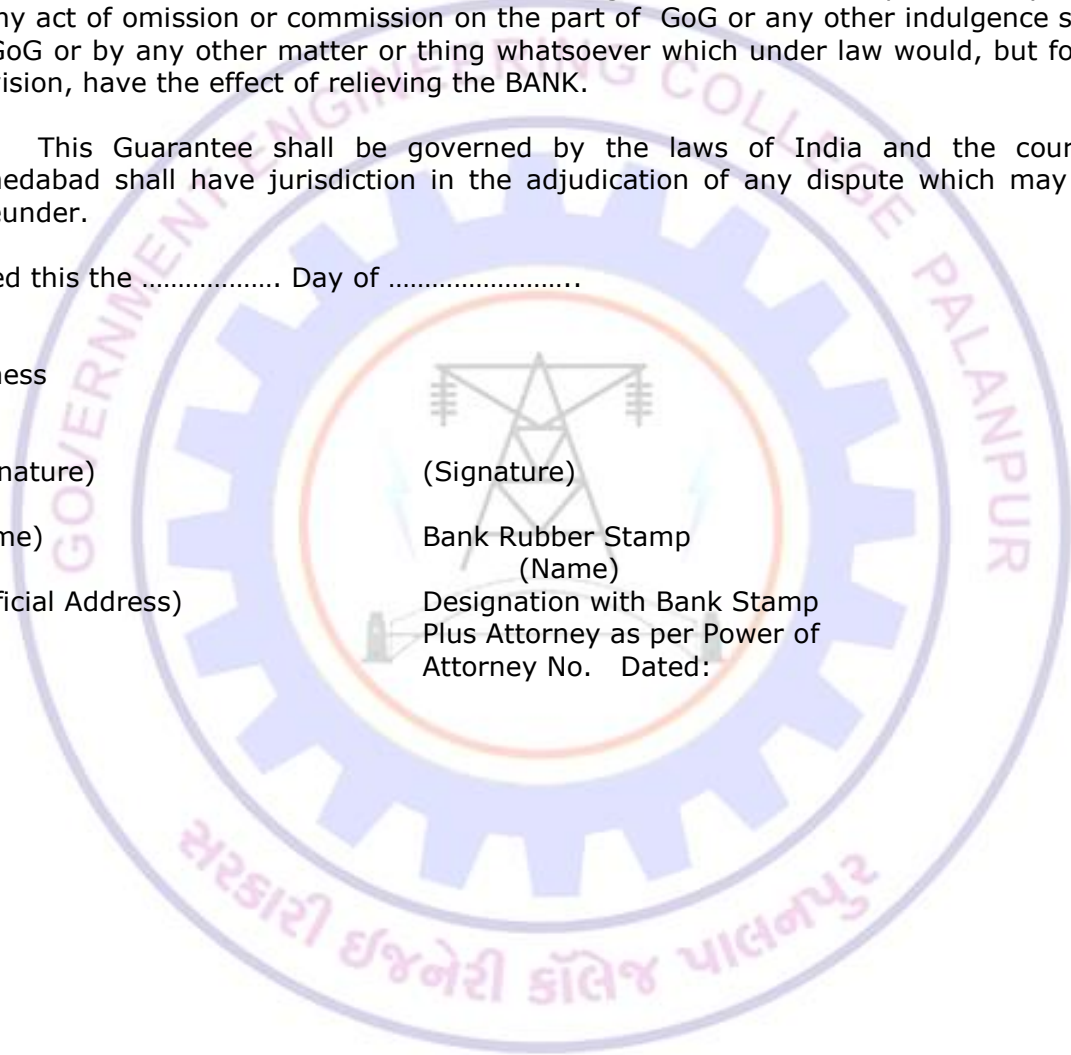 ny act of omission or commission on the part of GoG or any other indulgence s
GoG or by any other matter or thing whatsoever which under law would, but fo
ision, have the effect of relieving the BANK.
This Guarantee shall be governed by the laws of India and the cour
nedabad shall have jurisdiction in the adjudication of any dispute which may
eunder.
ed this the ………………. Day of ……………………..
ness
nature) (Signature)
me) Bank Rubber Stamp
(Name)
ficial Address) Designation with Bank Stamp
Plus Attorney as per Power of
Attorney No. Dated:
GOVERNMENT ENGINEERING COLLEGE PALANPUR
સરકારી ઈજનેરી કૉલેજ પાલનપુર